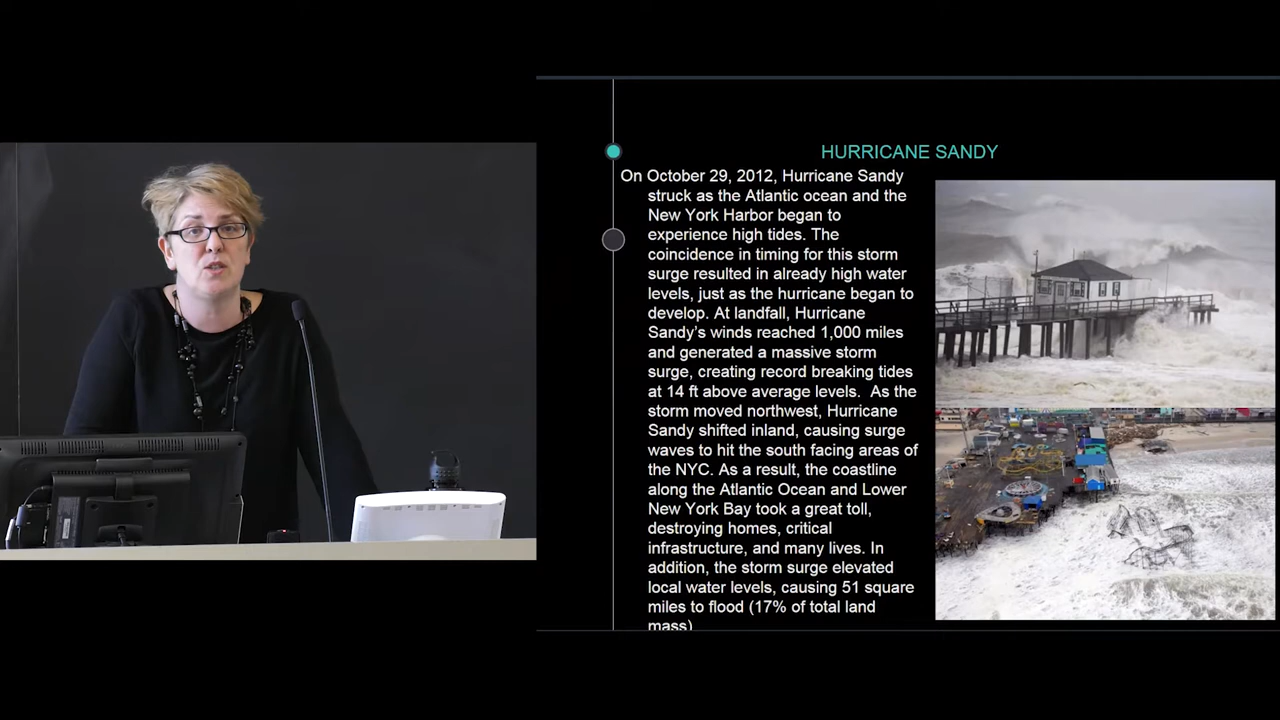 HURRICANE SANDY
On October 29, 2012, Hurricane Sandy
struck as the Atlantic ocean and the
New York Harbor began to
experience high tides. The
coincidence in timing for this storm
surge resulted in already high water
levels, just as the hurricane began to
develop. At landfall, Hurricane
Sandy’s winds reached 1,000 miles
and generated a massive storm
surge, creating record breaking tides
at 14 ft above average levels.  As the
storm moved northwest, Hurricane
Sandy shifted inland, causing surge
waves to hit the south facing areas of
the NYC. As a result, the coastline
along the Atlantic Ocean and Lower
New York Bay took a great toll,
destroying homes, critical
infrastructure, and many lives. In
addition, the storm surge elevated
local water levels, causing 51 square
miles to flood (17% of total land
mass)